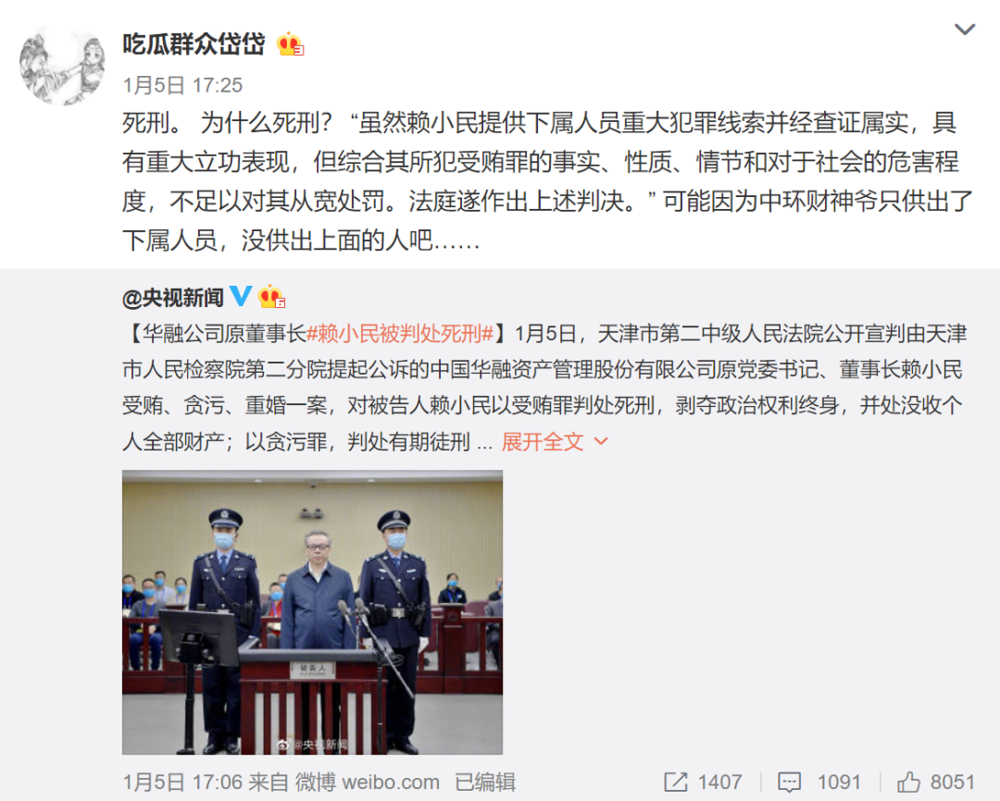 吃瓜群众岱岱
1月5日 17:25
死刑。 为什么死刑？ “虽然赖小民提供下属人员重大犯罪线索并经查证属实，具
有重大立功表现，但综合其所犯受贿罪的事实、性质、情节和对于社会的危害程
度，不足以对其从宽处罚。法庭遂作出上述判决。” 可能因为中环财神爷只供出了
下属人员，没供出上面的人吧……
@央视新闻
【华融公司原董事长#赖小民被判处死刑#】1月5日，天津市第二中级人民法院公开宣判由天津
市人民检察院第二分院提起公诉的中国华融资产管理股份有限公司原党委书记、董事长赖小民
受贿、贪污、重婚一案，对被告人赖小民以受贿罪判处死刑，剥夺政治权利终身，并处没收个
人全部财产；以贪污罪，判处有期徒刑 ... 展开全文
被告人
@央视新闻
1月5日 17:06 来自 微博 weibo.com 已编辑
1407 1091 8051